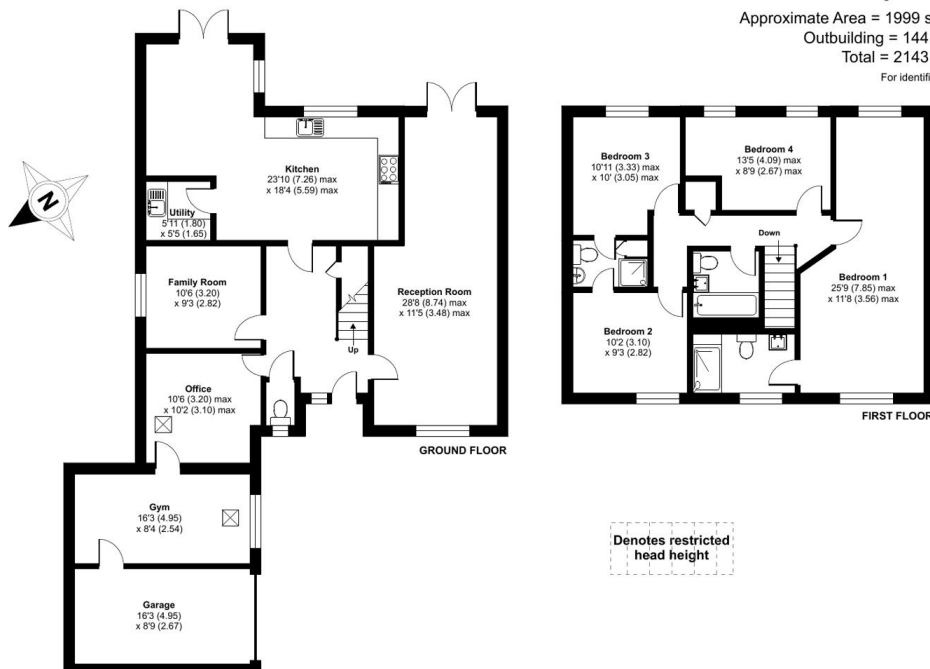 Approximate Area = 1999 s
Outbuilding = 144
Total = 2143
For identifi
N
Kitchen
23'10 (7.26) max
x 18'4 (5.59) max
Utility
5'11 (1.80)
x 5'5 (1.65)
Family Room
10'6 (3.20)
x 9'3 (2.82)
Reception Room
28'8 (8.74) max
x 11'5 (3.48) max
Up
Office
10'6 (3.20) max
x 10'2 (3.10) max
GROUND FLOOR
Gym
16'3 (4.95)
x 8'4 (2.54)
Garage
16'3 (4.95)
x 8'9 (2.67)
Bedroom 3
10'11 (3.33) max
x 10' (3.05) max
Bedroom 4
13'5 (4.09) max
x 8'9 (2.67) max
Down
Bedroom 1
25'9 (7.85) max
x 11'8 (3.56) max
Bedroom 2
10'2 (3.10)
x 9'3 (2.82)
FIRST FLOOR
Denotes restricted
head height